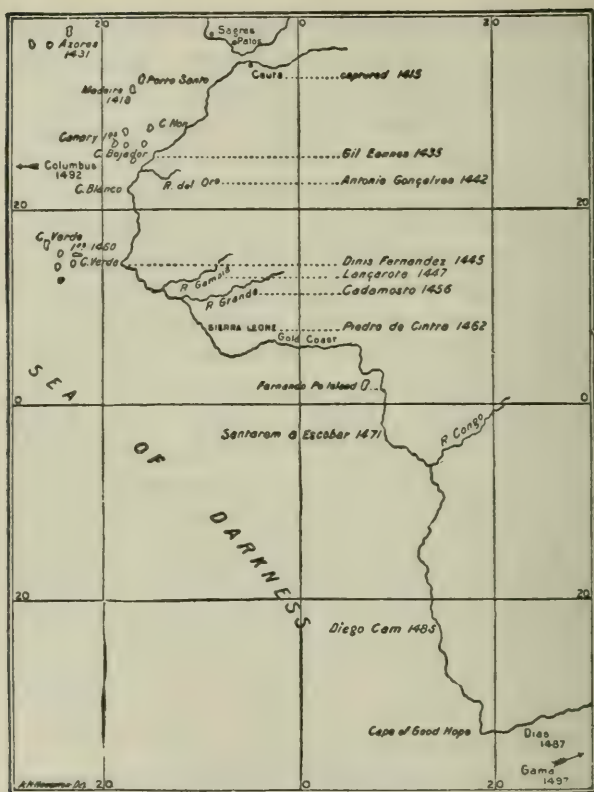 20
0
20
Sagres
Palos
Azores
1431
Porto Santo
Ceuta
captured 1415
Madeira
1418
C. Non
Canary Iˢ
C. Bojador
Gil Eannes 1435
Columbus
1492
R. del Oro
Antonio Gonçalves 1442
C. Blanco
20
20
C. Verde
Iˢ 1460
C. Verde
Dinis Fernandez 1445
R. Gambia
Lançarote 1447
R. Grande
Cadamosto 1456
SIERRA LEONE
Piedro de Cintra 1462
Gold Coast
SEA
Fernando Po Island
0
0
Santarem a Escobar 1471
R. Congo
OF
DARKNESS
20
20
Diego Cam 1485
Cape of Good Hope
Dias
1487
Gama
1497
20
0
20